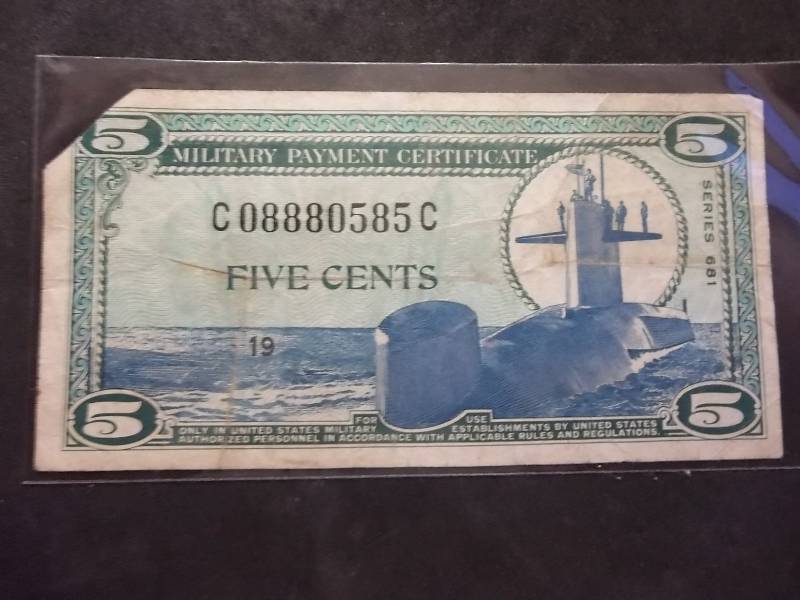 5 5
MILITARY PAYMENT CERTIFICATE
SERIES 681
C08880585C
FIVE CENTS
19
5 5
FOR USE
ONLY IN UNITED STATES MILITARY ESTABLISHMENTS BY UNITED STATES
AUTHORIZED PERSONNEL IN ACCORDANCE WITH APPLICABLE RULES AND REGULATIONS.